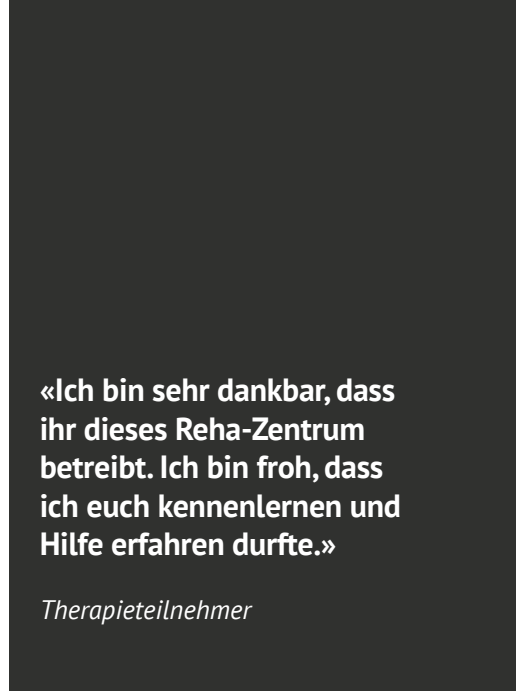 «Ich bin sehr dankbar, dass
ihr dieses Reha-Zentrum
betreibt. Ich bin froh, dass
ich euch kennenlernen und
Hilfe erfahren durfte.»
Therapieteilnehmer